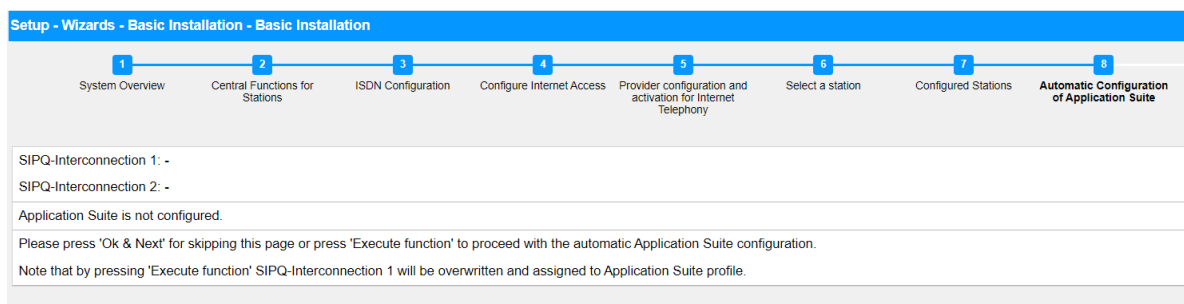 Setup - Wizards - Basic Installation - Basic Installation
1
2
3
4
5
6
7
8
System Overview
Central Functions for
Stations
ISDN Configuration
Configure Internet Access
Provider configuration and
activation for Internet
Telephony
Select a station
Configured Stations
Automatic Configuration
of Application Suite
SIPQ-Interconnection 1: -
SIPQ-Interconnection 2: -
Application Suite is not configured.
Please press 'Ok & Next' for skipping this page or press 'Execute function' to proceed with the automatic Application Suite configuration.
Note that by pressing 'Execute function' SIPQ-Interconnection 1 will be overwritten and assigned to Application Suite profile.